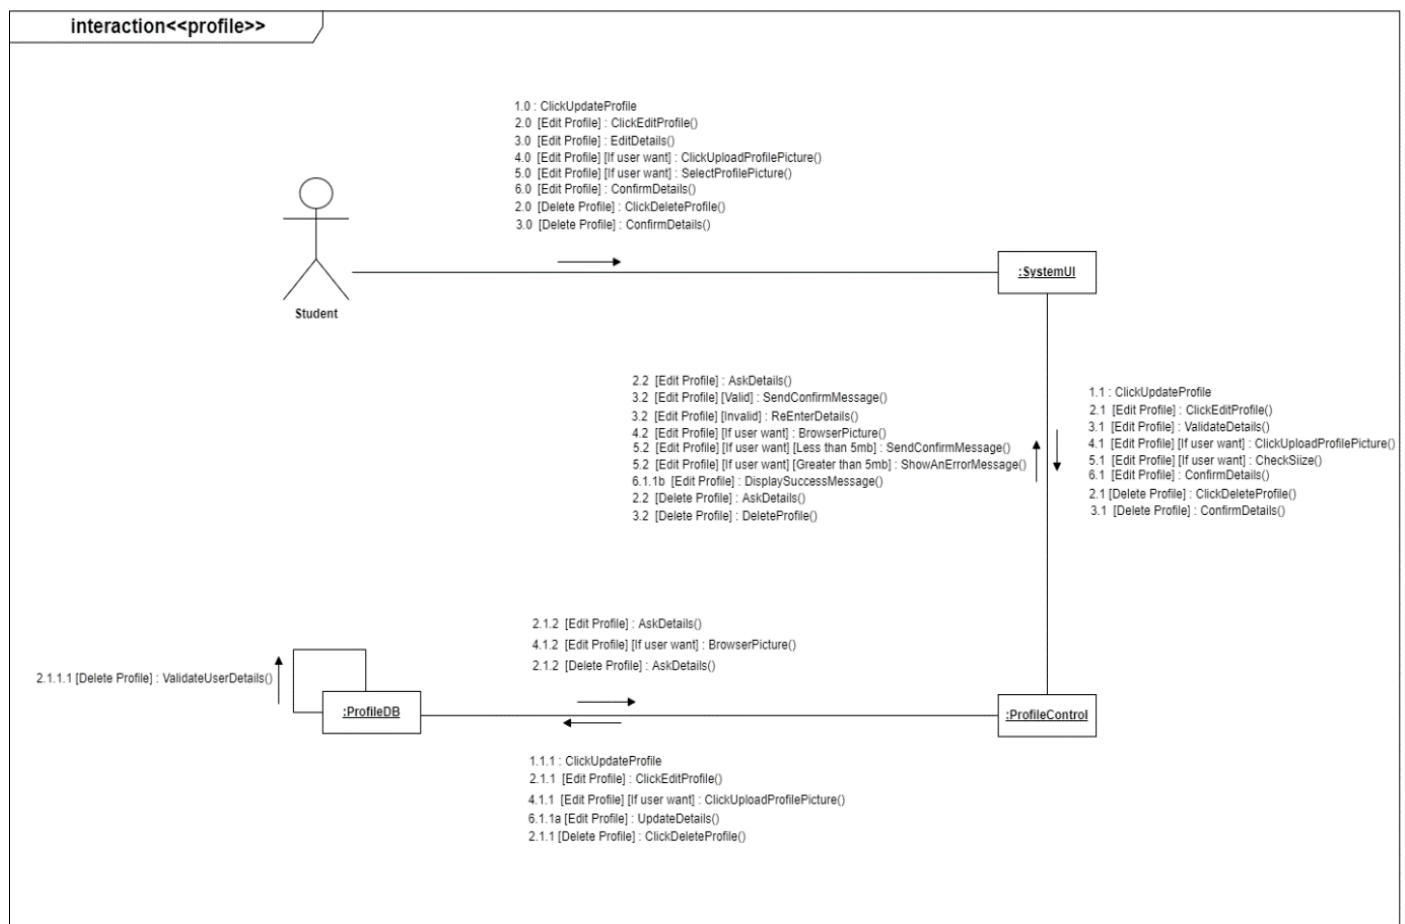 interaction<<profile>>
1.0 : ClickUpdateProfile
2.0 [Edit Profile] : ClickEditProfile()
3.0 [Edit Profile] : EditDetails()
4.0 [Edit Profile] [If user want] : ClickUploadProfilePicture()
5.0 [Edit Profile] [If user want] : SelectProfilePicture()
6.0 [Edit Profile] : ConfirmDetails()
2.0 [Delete Profile] : ClickDeleteProfile()
3.0 [Delete Profile] : ConfirmDetails()
Student
:SystemUI
2.2 [Edit Profile] : AskDetails()
3.2 [Edit Profile] [Valid] : SendConfirmMessage()
3.2 [Edit Profile] [Invalid] : ReEnterDetails()
4.2 [Edit Profile] [If user want] : BrowserPicture()
5.2 [Edit Profile] [If user want] [Less than 5mb] : SendConfirmMessage()
5.2 [Edit Profile] [If user want] [Greater than 5mb] : ShowAnErrorMessage()
6.1.1b [Edit Profile] : DisplaySuccessMessage()
2.2 [Delete Profile] : AskDetails()
3.2 [Delete Profile] : DeleteProfile()
1.1 : ClickUpdateProfile
2.1 [Edit Profile] : ClickEditProfile()
3.1 [Edit Profile] : ValidateDetails()
4.1 [Edit Profile] [If user want] : ClickUploadProfilePicture()
5.1 [Edit Profile] [If user want] : CheckSiize()
6.1 [Edit Profile] : ConfirmDetails()
2.1 [Delete Profile] : ClickDeleteProfile()
3.1 [Delete Profile] : ConfirmDetails()
2.1.2 [Edit Profile] : AskDetails()
4.1.2 [Edit Profile] [If user want] : BrowserPicture()
2.1.2 [Delete Profile] : AskDetails()
2.1.1.1 [Delete Profile] : ValidateUserDetails()
:ProfileDB
:ProfileControl
1.1.1 : ClickUpdateProfile
2.1.1 [Edit Profile] : ClickEditProfile()
4.1.1 [Edit Profile] [If user want] : ClickUploadProfilePicture()
6.1.1a [Edit Profile] : UpdateDetails()
2.1.1 [Delete Profile] : ClickDeleteProfile()